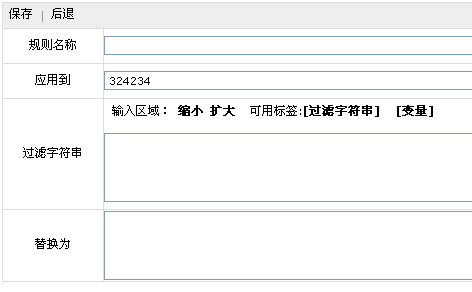 保存 | 后退
规则名称
应用到 324234
输入区域： 缩小 扩大 可用标签:[过滤字符串] [变量]
过滤字符串
替换为